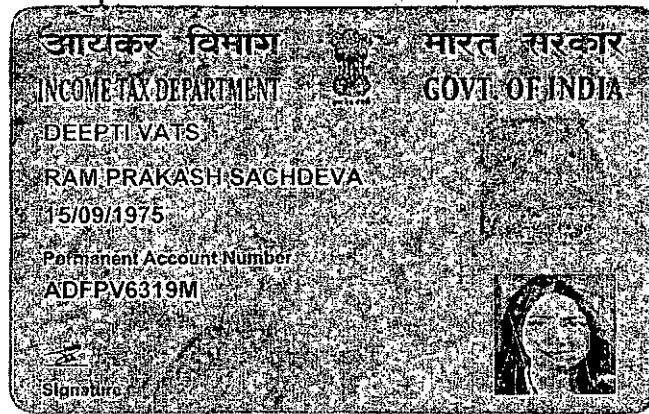 आयकर विभाग
भारत सरकार
INCOME TAX DEPARTMENT
GOVT. OF INDIA
DEEPTI VATS
RAM PRAKASH SACHDEVA
15/09/1975
Permanent Account Number
ADFPV6319M
Signature